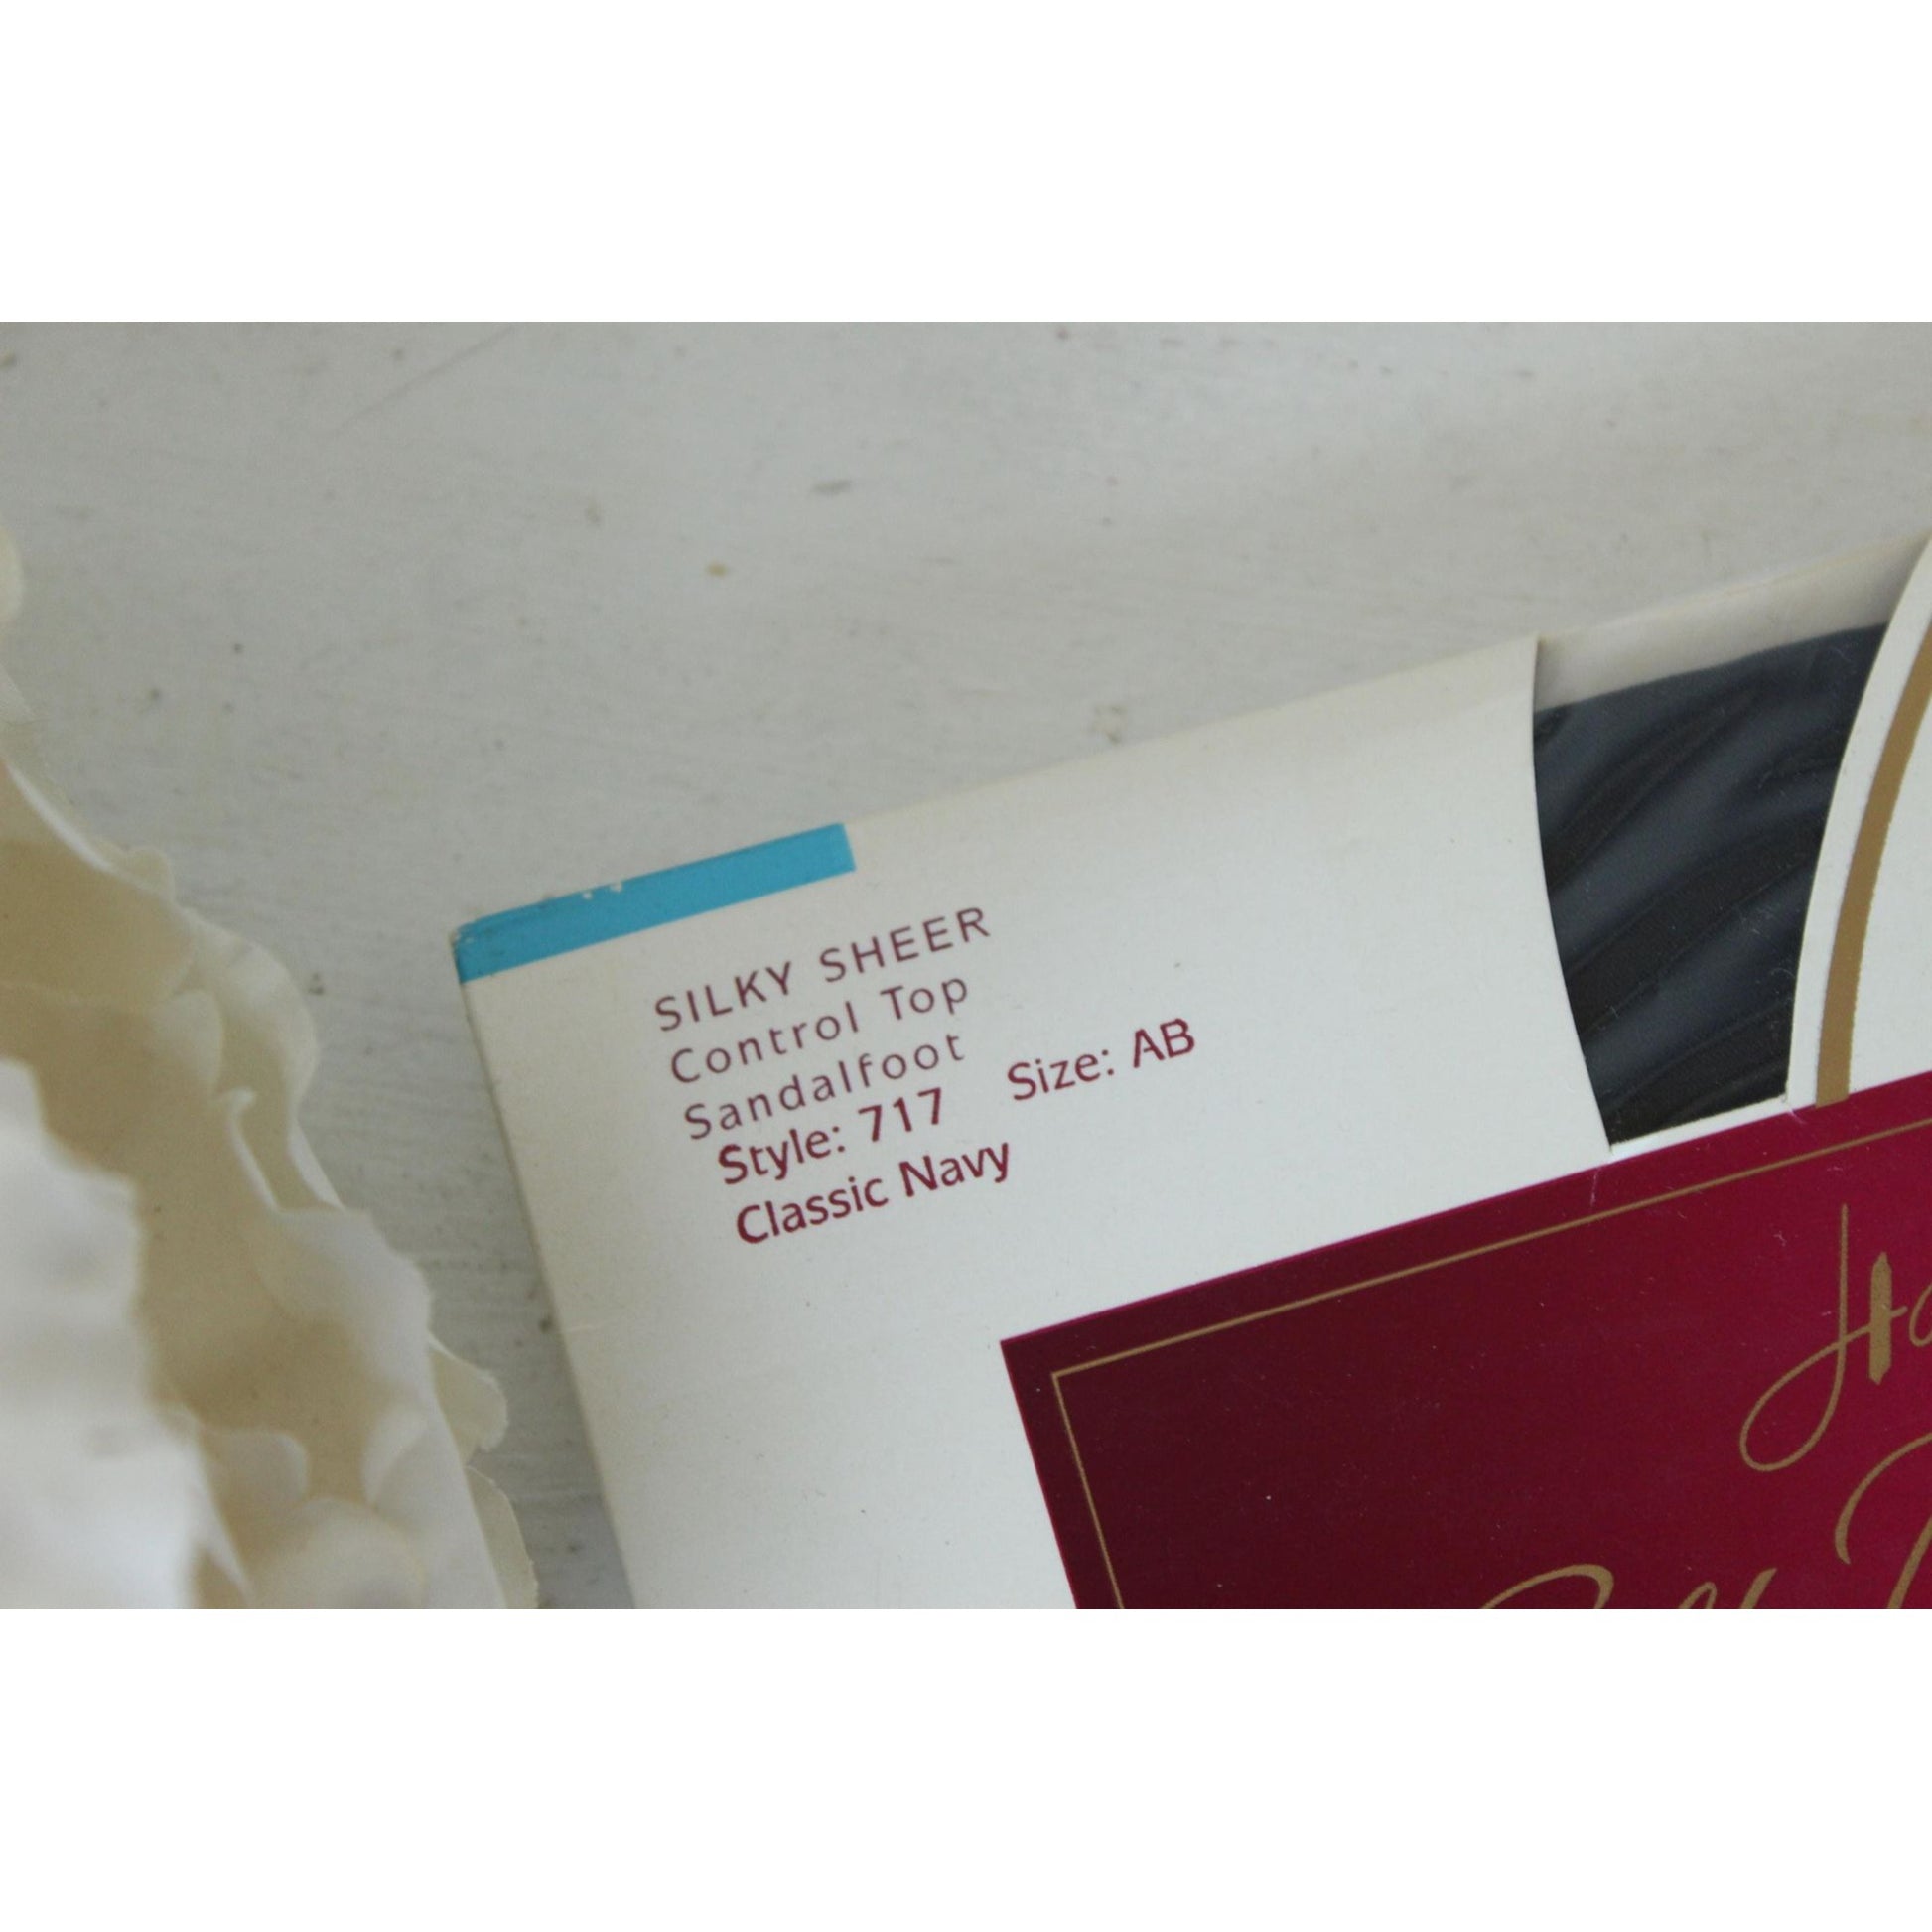 SILKY SHEER
Control Top
Sandalfoot
Style: 717 Size: AB
Classic Navy